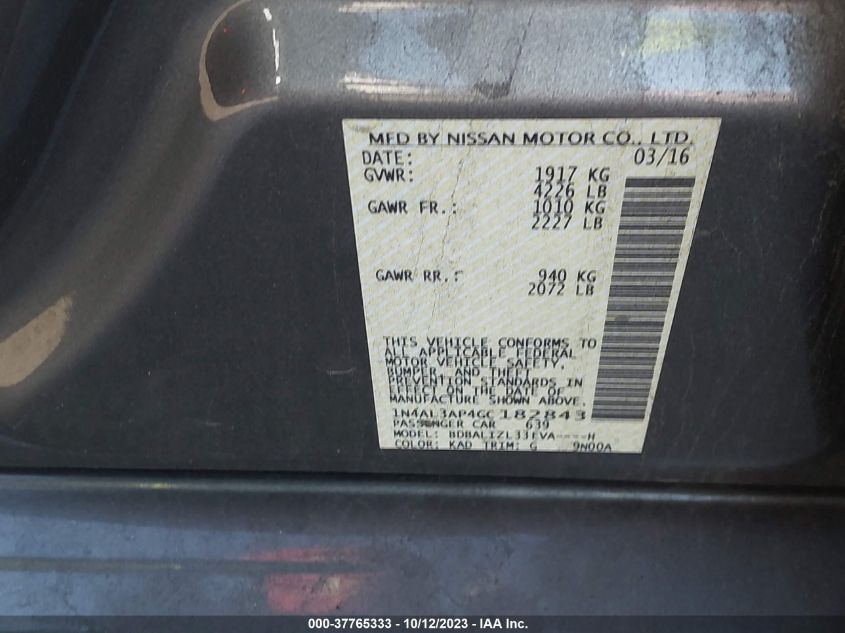 MFD BY NISSAN MOTOR CO., LTD.
DATE: 03/16
GVWR: 1917 KG
4226 LB
GAWR FR.: 1010 KG
2227 LB
GAWR RR.: 940 KG
2072 LB
THIS VEHICLE CONFORMS TO
ALL APPLICABLE FEDERAL
MOTOR VEHICLE SAFETY,
BUMPER, AND THEFT
PREVENTION STANDARDS IN
EFFECT ON THE DATE OF
MANUFACTURE SHOWN ABOVE.
1N4AL3AP4GC182843
PASSENGER CAR 639
MODEL: BDBALIZL33EVA----H
COLOR: KAD TRIM: G 9N00A
000-37765333 - 10/12/2023 - IAA Inc.